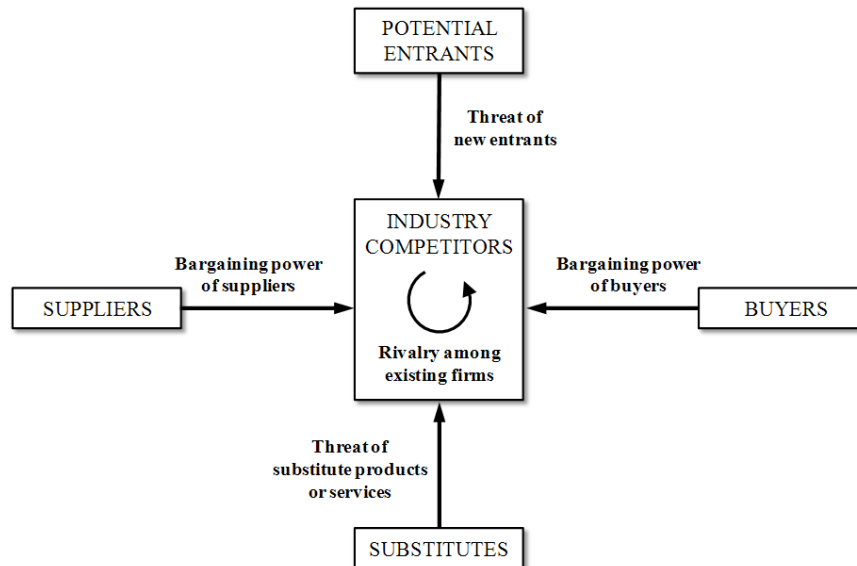 POTENTIAL
ENTRANTS
Threat of
new entrants
INDUSTRY
COMPETITORS
Bargaining power
of suppliers
Bargaining power
of buyers
SUPPLIERS
BUYERS
Rivalry among
existing firms
Threat of
substitute products
or services
SUBSTITUTES